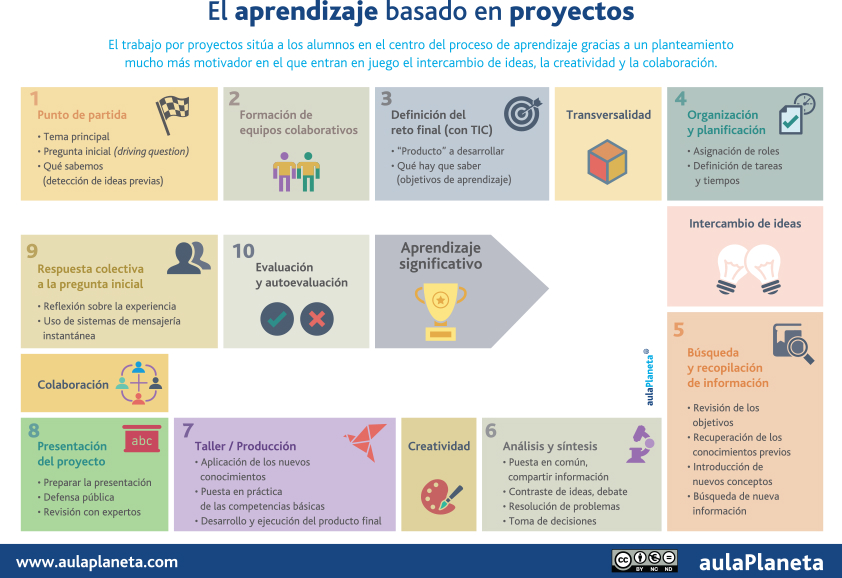 El aprendizaje basado en proyectos
El trabajo por proyectos sitúa a los alumnos en el centro del proceso de aprendizaje gracias a un planteamiento
mucho más motivador en el que entran en juego el intercambio de ideas, la creatividad y la colaboración.
1
Punto de partida
• Tema principal
• Pregunta inicial (driving question)
• Qué sabemos
(detección de ideas previas)
2
Formación de
equipos colaborativos
3
Definición del
reto final (con TIC)
• "Producto" a desarrollar
• Qué hay que saber
(objetivos de aprendizaje)
Transversalidad
4
Organización
y planificación
• Asignación de roles
• Definición de tareas
y tiempos
Intercambio de ideas
5
Búsqueda
y recopilación
de información
• Revisión de los
objetivos
• Recuperación de los
conocimientos previos
• Introducción de
nuevos conceptos
• Búsqueda de nueva
información
6
Análisis y síntesis
• Puesta en común,
compartir información
• Contraste de ideas, debate
• Resolución de problemas
• Toma de decisiones
Creatividad
7
Taller / Producción
• Aplicación de los nuevos
conocimientos
• Puesta en práctica
de las competencias básicas
• Desarrollo y ejecución del producto final
8
abc
Presentación
del proyecto
• Preparar la presentación
• Defensa pública
• Revisión con expertos
Colaboración
9
Respuesta colectiva
a la pregunta inicial
• Reflexión sobre la experiencia
• Uso de sistemas de mensajería
instantánea
10
Evaluación
y autoevaluación
Aprendizaje
significativo
aulaPlaneta
www.aulaplaneta.com
cc
BY NC ND
aulaPlaneta